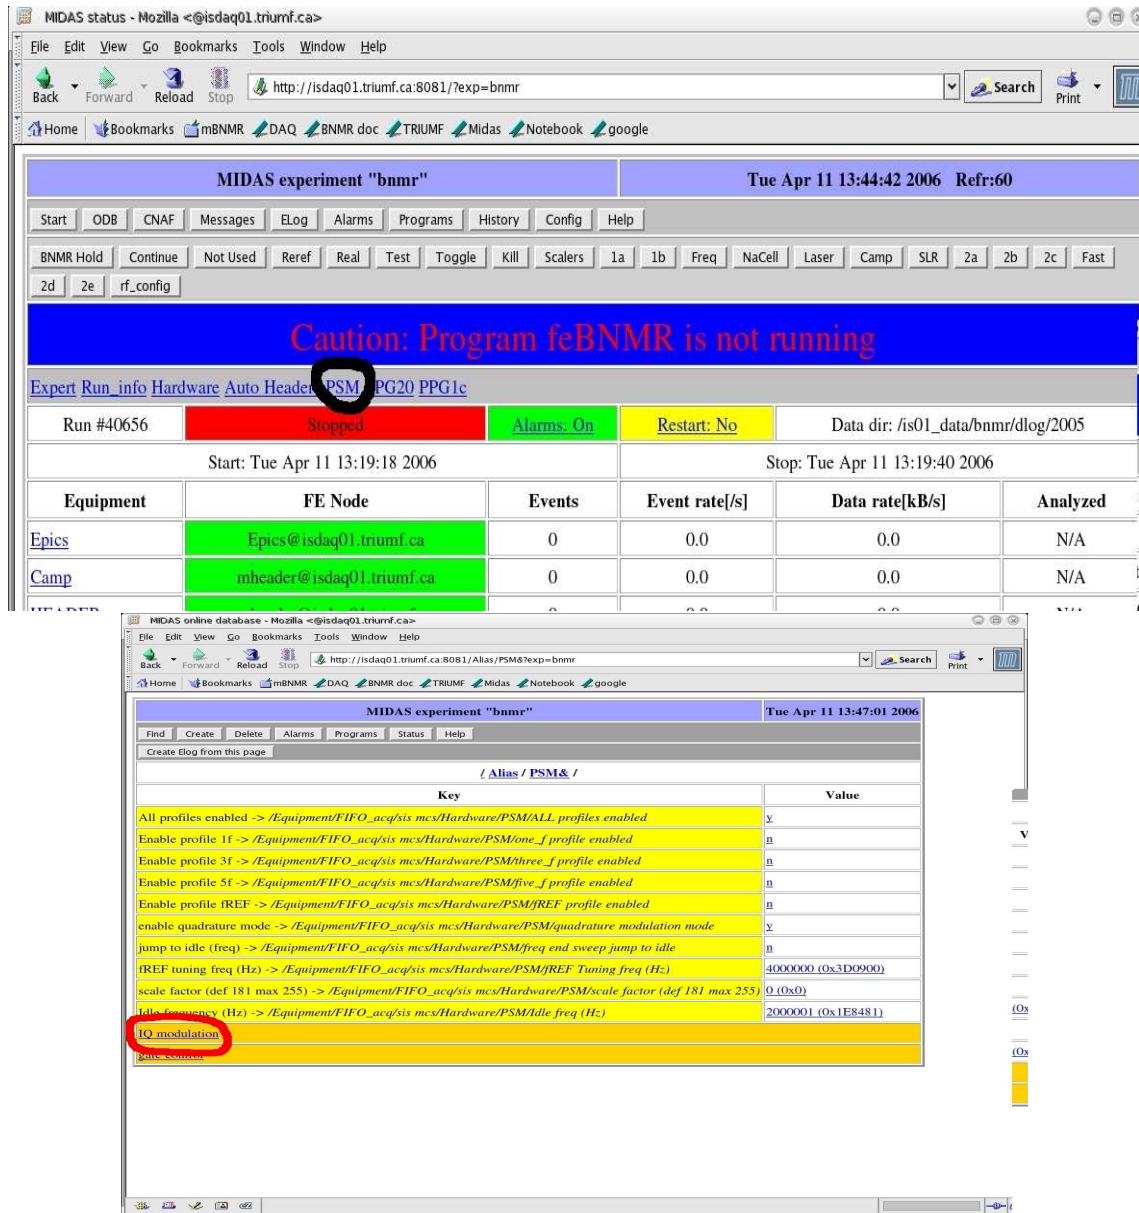 MIDAS status - Mozilla <@isdaq01.triumf.ca>
File Edit View Go Bookmarks Tools Window Help
Back Forward Reload Stop http://isdaq01.triumf.ca:8081/?exp=bnmr Search Print
Home Bookmarks mBNMR DAQ BNMR doc TRIUMF Midas Notebook google
MIDAS experiment "bnmr" Tue Apr 11 13:44:42 2006 Refr:60
Start ODB CNAF Messages ELog Alarms Programs History Config Help
BNMR Hold Continue Not Used Reref Real Test Toggle Kill Scalers 1a 1b Freq NaCell Laser Camp SLR 2a 2b 2c Fast
2d 2e rf_config
Caution: Program feBNMR is not running
Expert Run_info Hardware Auto Header PSM PPG20 PPG1c
Run #40656 Stopped Alarms: On Restart: No Data dir: /is01_data/bnmr/dlog/2005
Start: Tue Apr 11 13:19:18 2006 Stop: Tue Apr 11 13:19:40 2006
Equipment FE Node Events Event rate[/s] Data rate[kB/s] Analyzed
Epics Epics@isdaq01.triumf.ca 0 0.0 0.0 N/A
Camp mheader@isdaq01.triumf.ca 0 0.0 0.0 N/A
MIDAS online database - Mozilla <@isdaq01.triumf.ca>
File Edit View Go Bookmarks Tools Window Help
Back Forward Reload Stop http://isdaq01.triumf.ca:8081/Alias/PSM&?exp=bnmr Search Print
Home Bookmarks mBNMR DAQ BNMR doc TRIUMF Midas Notebook google
MIDAS experiment "bnmr" Tue Apr 11 13:47:01 2006
Find Create Delete Alarms Programs Status Help
Create Elog from this page
/ Alias / PSM& /
Key Value
All profiles enabled -> /Equipment/FIFO_acq/sis mcs/Hardware/PSM/ALL profiles enabled y
Enable profile 1f -> /Equipment/FIFO_acq/sis mcs/Hardware/PSM/one_f profile enabled n
Enable profile 3f -> /Equipment/FIFO_acq/sis mcs/Hardware/PSM/three_f profile enabled n
Enable profile 5f -> /Equipment/FIFO_acq/sis mcs/Hardware/PSM/five_f profile enabled n
Enable profile fREF -> /Equipment/FIFO_acq/sis mcs/Hardware/PSM/fREF profile enabled n
enable quadrature mode -> /Equipment/FIFO_acq/sis mcs/Hardware/PSM/quadrature modulation mode y
jump to idle (freq) -> /Equipment/FIFO_acq/sis mcs/Hardware/PSM/freq end sweep jump to idle n
fREF tuning freq (Hz) -> /Equipment/FIFO_acq/sis mcs/Hardware/PSM/fREF Tuning freq (Hz) 4000000 (0x3D0900)
scale factor (def 181 max 255) -> /Equipment/FIFO_acq/sis mcs/Hardware/PSM/scale factor (def 181 max 255) 0 (0x0)
Idle frequency (Hz) -> /Equipment/FIFO_acq/sis mcs/Hardware/PSM/Idle freq (Hz) 2000001 (0x1E8481)
IQ modulation
gate control
V
(0x
(0x